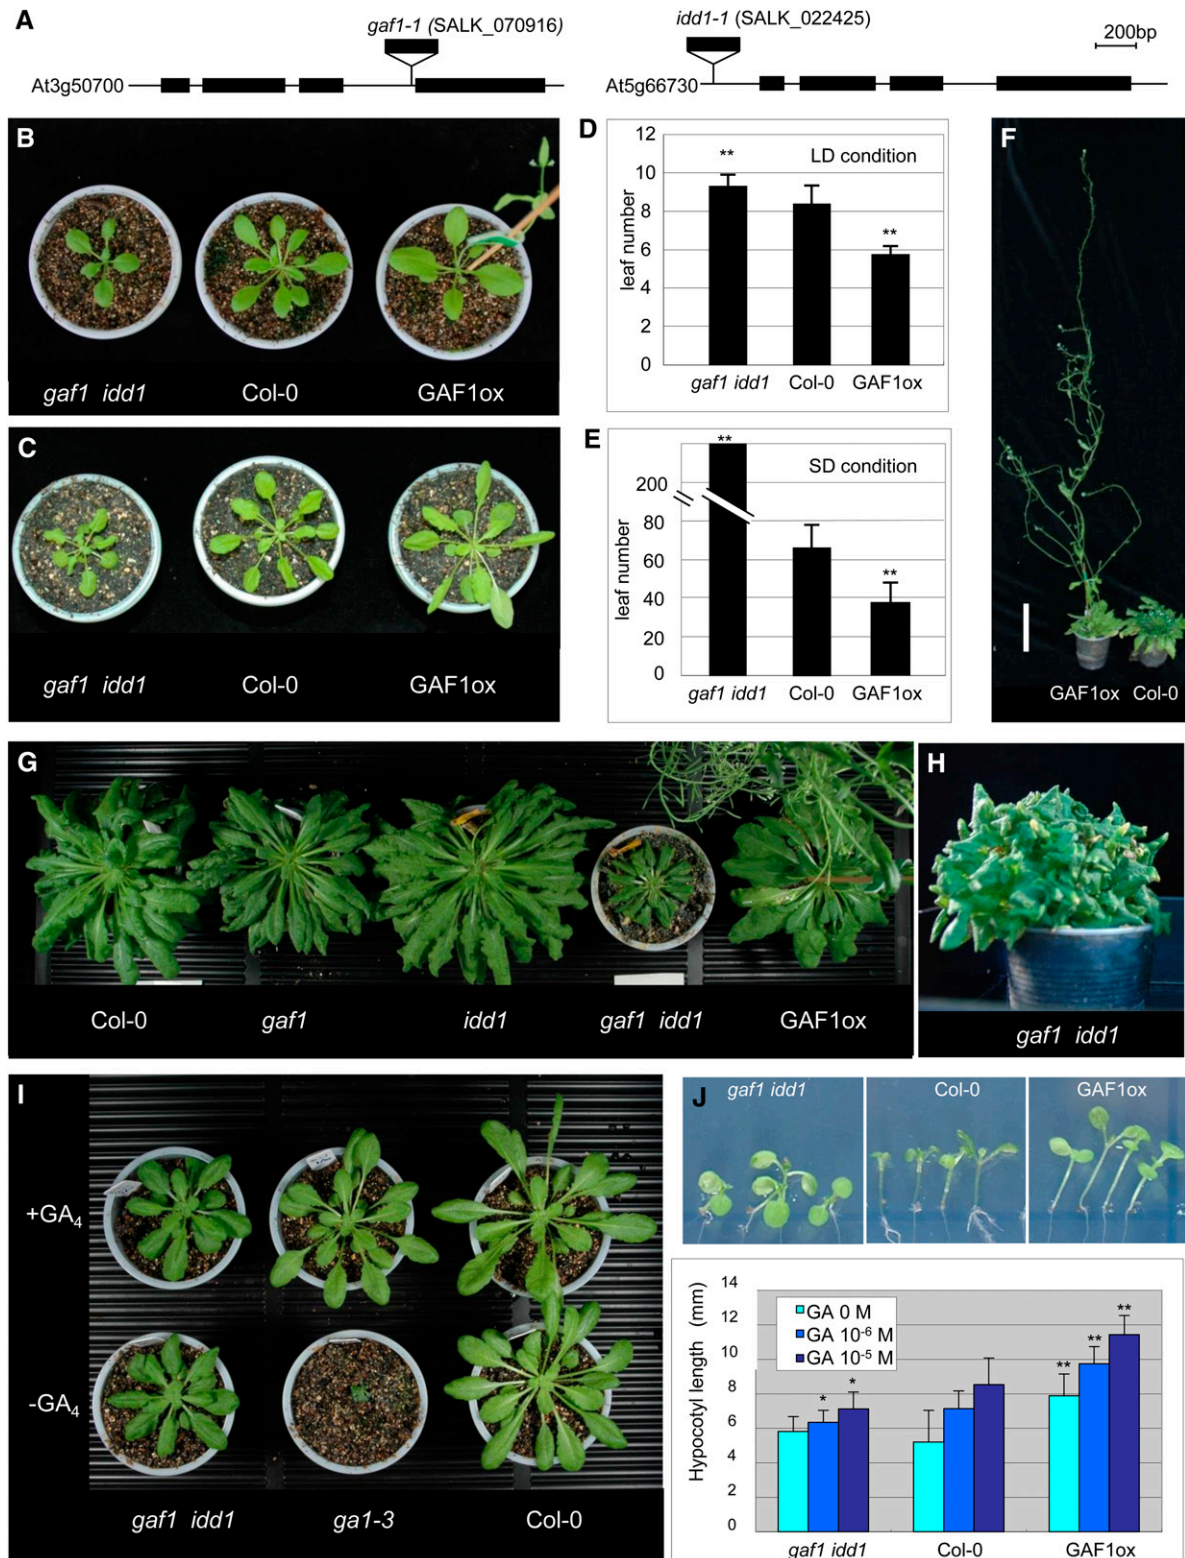 A
gaf1-1 (SALK_070916)
idd1-1 (SALK_022425)
200bp
At3g50700
At5g66730
B
gaf1 idd1
Col-0
GAF1ox
C
gaf1 idd1
Col-0
GAF1ox
D
LD condition
leaf number
12
10
8
6
4
2
0
gaf1 idd1
Col-0
GAF1ox
**
**
E
SD condition
leaf number
200
80
60
40
20
0
gaf1 idd1
Col-0
GAF1ox
**
**
F
GAF1ox
Col-0
G
Col-0
gaf1
idd1
gaf1 idd1
GAF1ox
H
gaf1 idd1
I
+GA4
-GA4
gaf1 idd1
ga1-3
Col-0
J
gaf1 idd1
Col-0
GAF1ox
Hypocotyl length (mm)
14
12
10
8
6
4
2
0
GA 0 M
GA 10-6 M
GA 10-5 M
*
*
**
**
**
gaf1 idd1
Col-0
GAF1ox